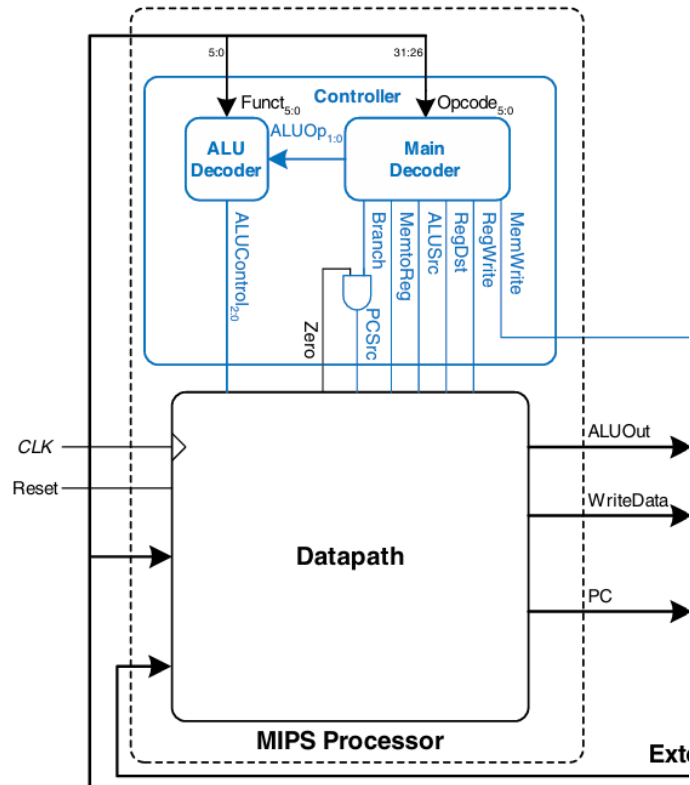 5:0
31:26
Controller
Funct5:0
Opcode5:0
ALUOp1:0
ALU
Decoder
Main
Decoder
ALUControl2:0
Branch
MemtoReg
ALUSrc
RegDst
RegWrite
MemWrite
Zero
PCSrc
CLK
Reset
ALUOut
WriteData
PC
Datapath
MIPS Processor
Exte